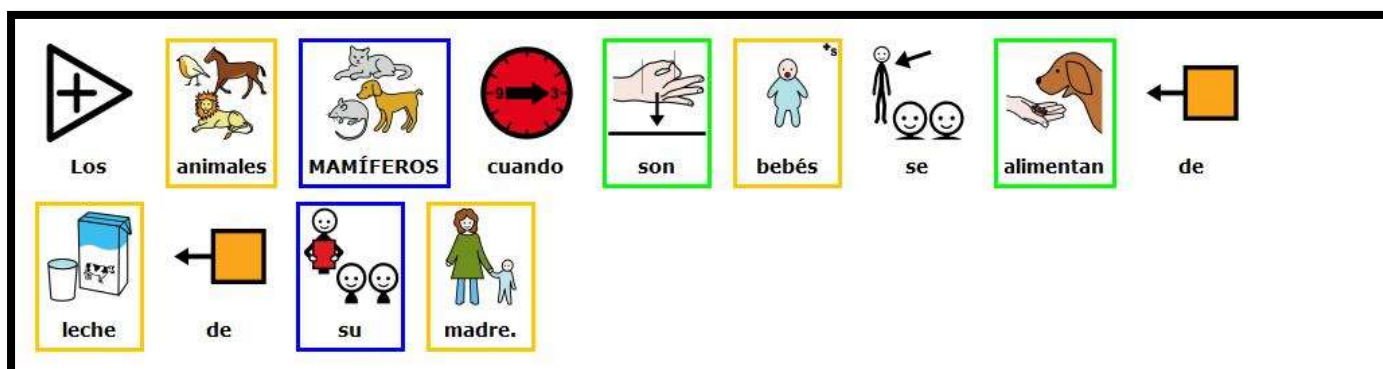 Los animales MAMÍFEROS cuando son bebés se alimentan de
leche de su madre.